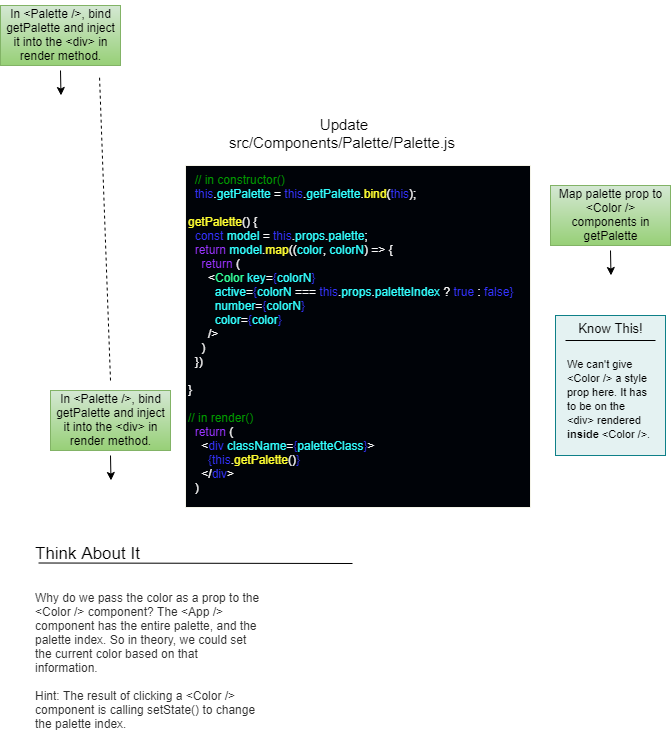 In <Palette />, bind
getPalette and inject
it into the <div> in
render method.
Update
src/Components/Palette/Palette.js
// in constructor()
this.getPalette = this.getPalette.bind(this);
getPalette() {
const model = this.props.palette;
return model.map((color, colorN) => {
return (
<Color key={colorN}
active={colorN === this.props.paletteIndex ? true : false}
number={colorN}
color={color}
/>
)
})
}
// in render()
return (
<div className={paletteClass}>
{this.getPalette()}
</div>
)
Map palette prop to
<Color />
components in
getPalette
Know This!
We can't give
<Color /> a style
prop here. It has
to be on the
<div> rendered
inside <Color />.
In <Palette />, bind
getPalette and inject
it into the <div> in
render method.
Think About It
Why do we pass the color as a prop to the
<Color /> component? The <App />
component has the entire palette, and the
palette index. So in theory, we could set
the current color based on that
information.
Hint: The result of clicking a <Color />
component is calling setState() to change
the palette index.